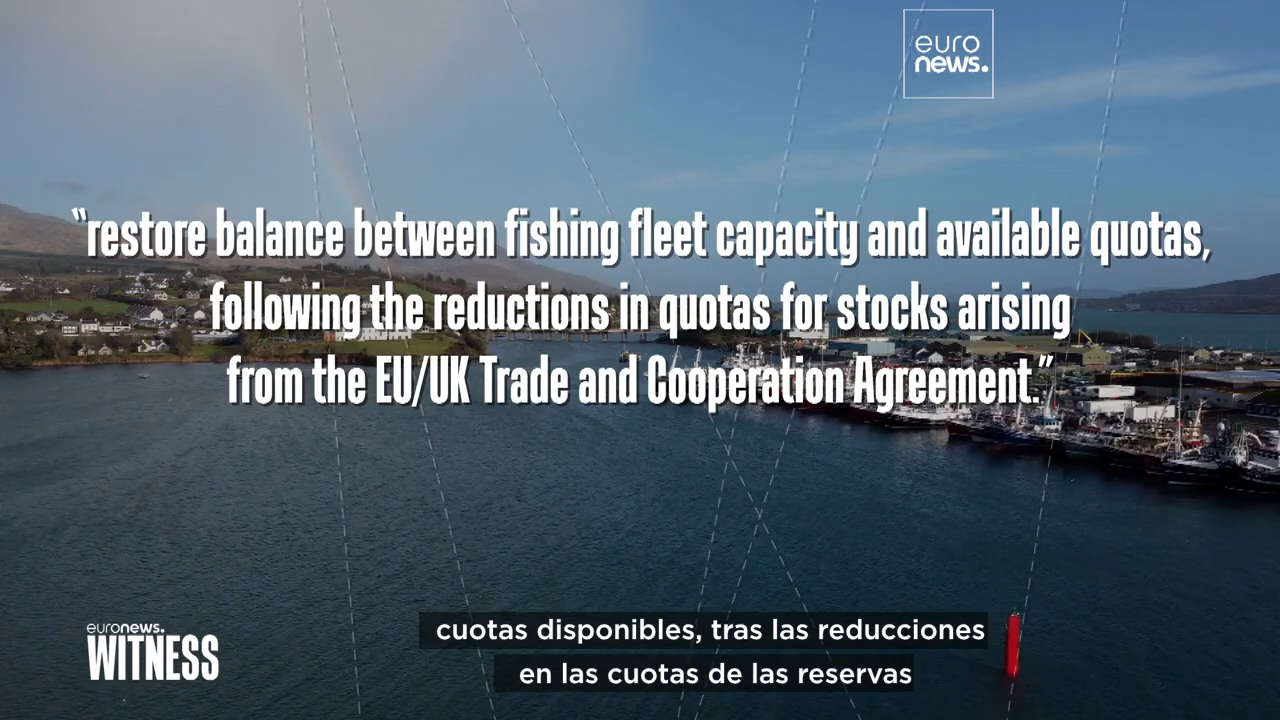 euro
news.
“restore balance between fishing fleet capacity and available quotas,
following the reductions in quotas for stocks arising
from the EU/UK Trade and Cooperation Agreement.”
euronews.
WITNESS
cuotas disponibles, tras las reducciones
en las cuotas de las reservas